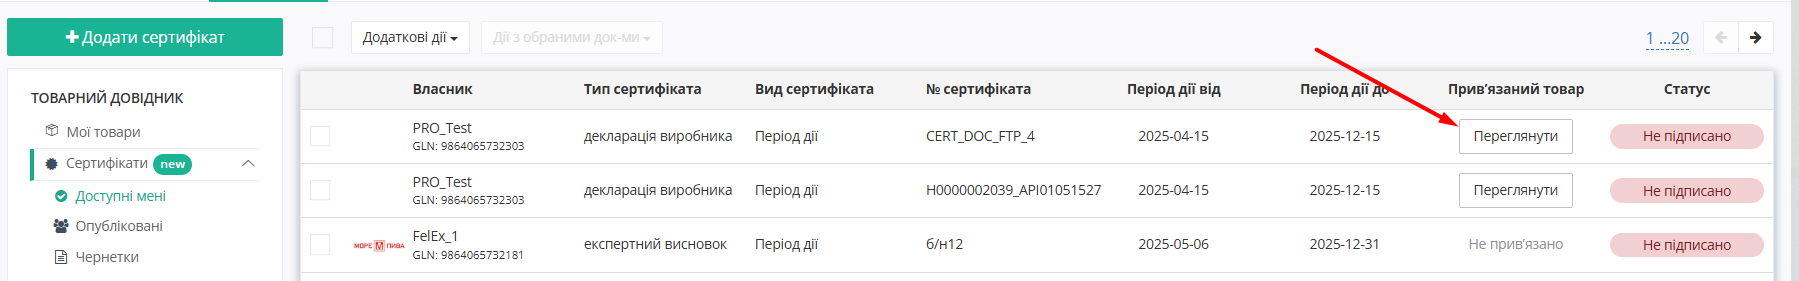 + Додати сертифікат
Додаткові дії
Дії з обраними док-ми
1 ...20
ТОВАРНИЙ ДОВІДНИК
Мої товари
Сертифікати new
Доступні мені
Опубліковані
Чернетки
Власник Тип сертифіката Вид сертифіката № сертифіката Період дії від Період дії до Прив’язаний товар Статус
PRO_Test
GLN: 9864065732303
декларація виробника Період дії CERT_DOC_FTP_4 2025-04-15 2025-12-15 Переглянути Не підписано
PRO_Test
GLN: 9864065732303
декларація виробника Період дії H0000002039_API01051527 2025-04-15 2025-12-15 Переглянути Не підписано
МОРЕ М ПИВА
FelEx_1
GLN: 9864065732181
експертний висновок Період дії б/н12 2025-05-06 2025-12-31 Не прив’язано Не підписано